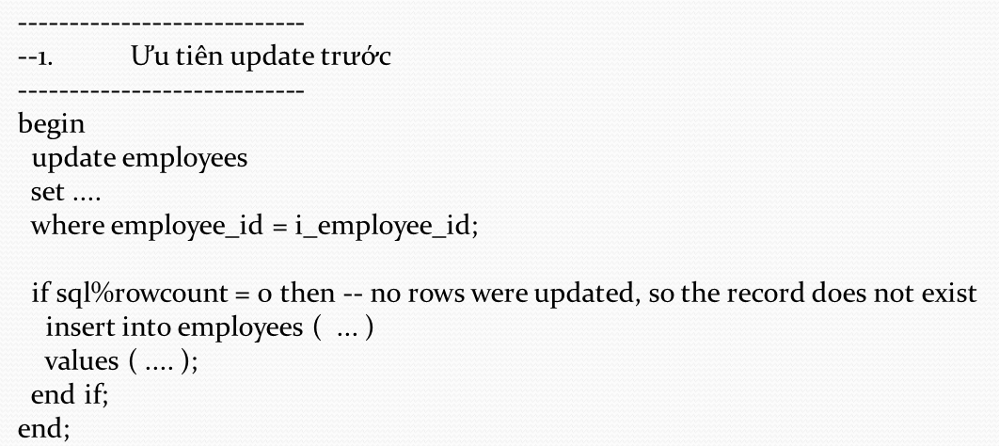 ----------------------------
--1. Ưu tiên update trước
----------------------------
begin
update employees
set ....
where employee_id = i_employee_id;
if sql%rowcount = 0 then -- no rows were updated, so the record does not exist
insert into employees ( ... )
values ( .... );
end if;
end;